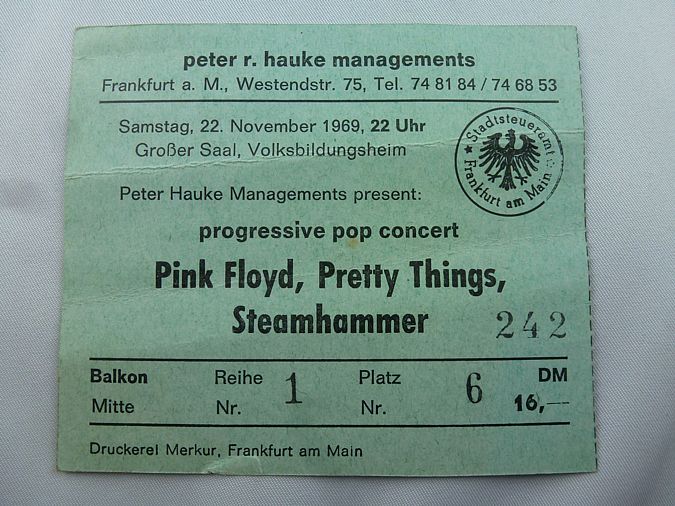 peter r. hauke managements
Frankfurt a. M., Westendstr. 75, Tel. 74 81 84 / 74 68 53
Samstag, 22. November 1969, 22 Uhr
Großer Saal, Volksbildungsheim
Stadtsteueramt
Frankfurt am Main
Peter Hauke Managements present:
progressive pop concert
Pink Floyd, Pretty Things,
Steamhammer
242
Balkon Reihe 1 Platz 6 DM
Mitte Nr. Nr. 16,—
Druckerei Merkur, Frankfurt am Main